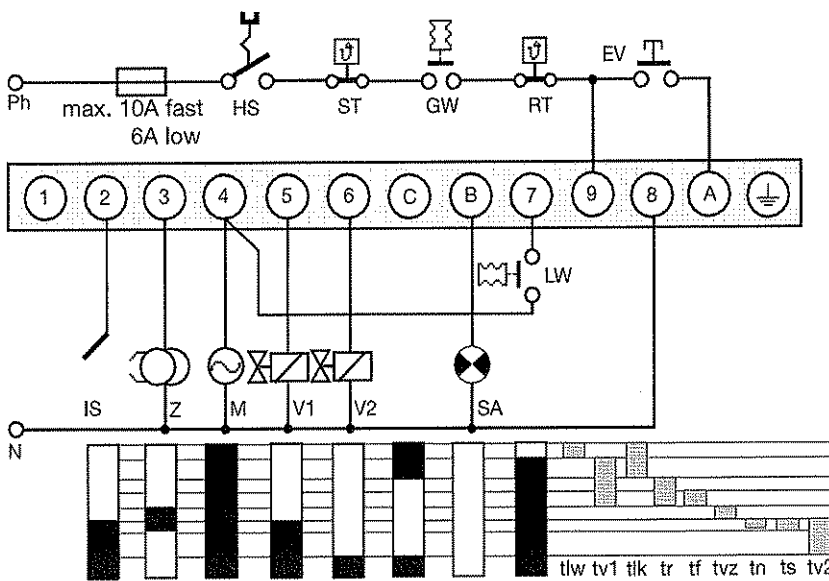 EV
Ph
max. 10A fast
6A low
HS
ST
GW
RT
1 2 3 4 5 6 C B 7 9 8 A
LW
IS Z M V1 V2 SA
N
tlw tv1 tlk tr tf tvz tn ts tv2